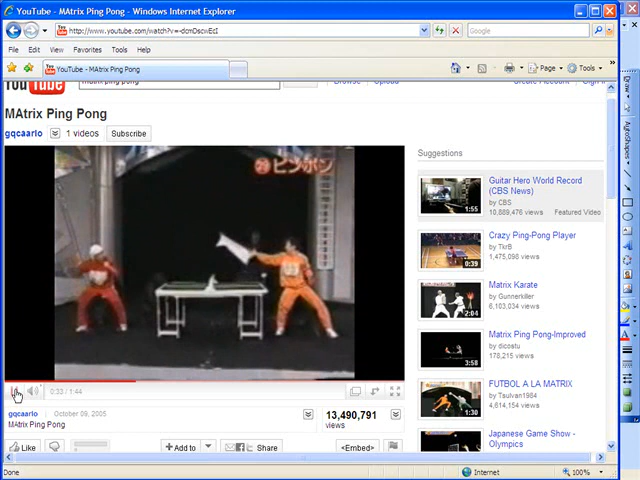 YouTube - MAtrix Ping Pong - Windows Internet Explorer
http://www.youtube.com/watch?v=-dcmDscwEcI
Google
File Edit View Favorites Tools Help
YouTube - MAtrix Ping Pong
Page Tools
YouTube
matrix ping pong
Browse Upload Create Account Sign In
MAtrix Ping Pong
gqcaarlo 1 videos Subscribe
ピンポン
0:33 / 1:44
gqcaarlo October 09, 2005
MAtrix Ping Pong
13,490,791
views
Like Add to Share <Embed>
Suggestions
1:55
Guitar Hero World Record
(CBS News)
by CBS
10,889,476 views Featured Video
0:39
Crazy Ping-Pong Player
by TkrB
1,475,098 views
2:04
Matrix Karate
by Gunnerkiller
6,103,034 views
3:58
Matrix Ping Pong-Improved
by dicostu
178,215 views
1:30
FUTBOL A LA MATRIX
by Tsulvan1984
4,614,154 views
Japanese Game Show -
Olympics
Draw
AutoShapes
Done Internet 100%